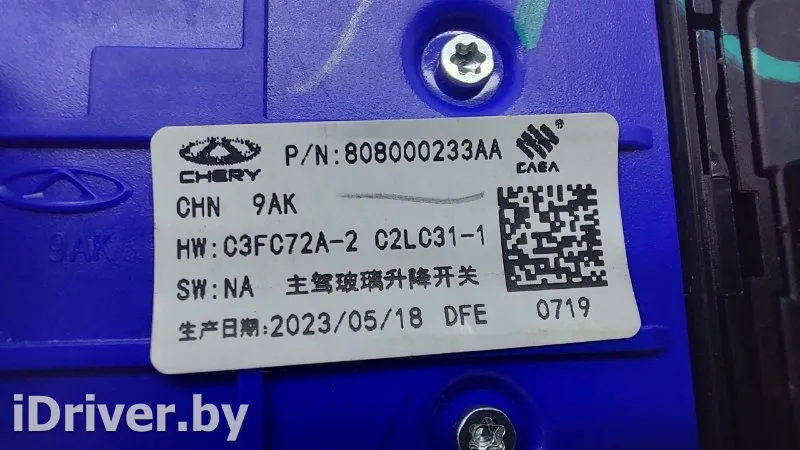 CHERY P/N:808000233AA CAEA ®
CHN 9AK
9AK
HW:C3FC72A-2 C2LC31-1
SW:NA 主驾玻璃升降开关
生产日期:2023/05/18 DFE 0719
iDriver.by